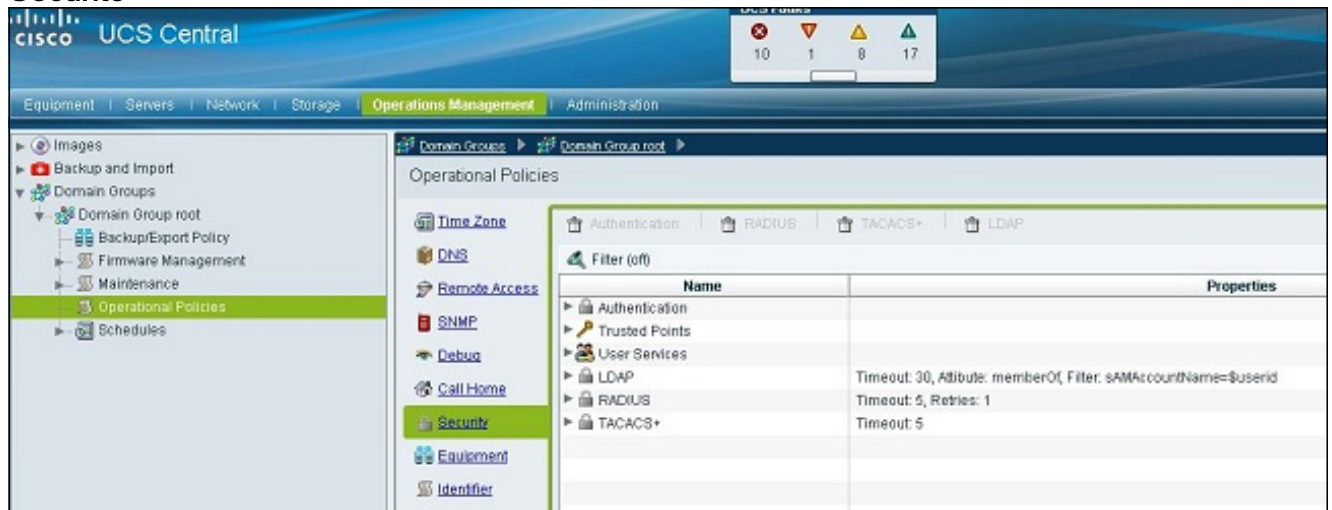 Security
UCS Faults
CISCO UCS Central
10 1 8 17
Equipment | Servers | Network | Storage | Operations Management | Administration
Images
Backup and Import
Domain Groups
Domain Group root
Backup/Export Policy
Firmware Management
Maintenance
Operational Policies
Schedules
Domain Groups Domain Group root
Operational Policies
Time Zone
DNS
Remote Access
SNMP
Debug
Call Home
Security
Equipment
Identifier
Authentication | RADIUS | TACACS+ | LDAP
Filter (off)
Name Properties
Authentication
Trusted Points
User Services
LDAP Timeout: 30, Attibute: memberOf, Filter: sAMAccountName=$userid
RADIUS Timeout: 5, Retries: 1
TACACS+ Timeout: 5